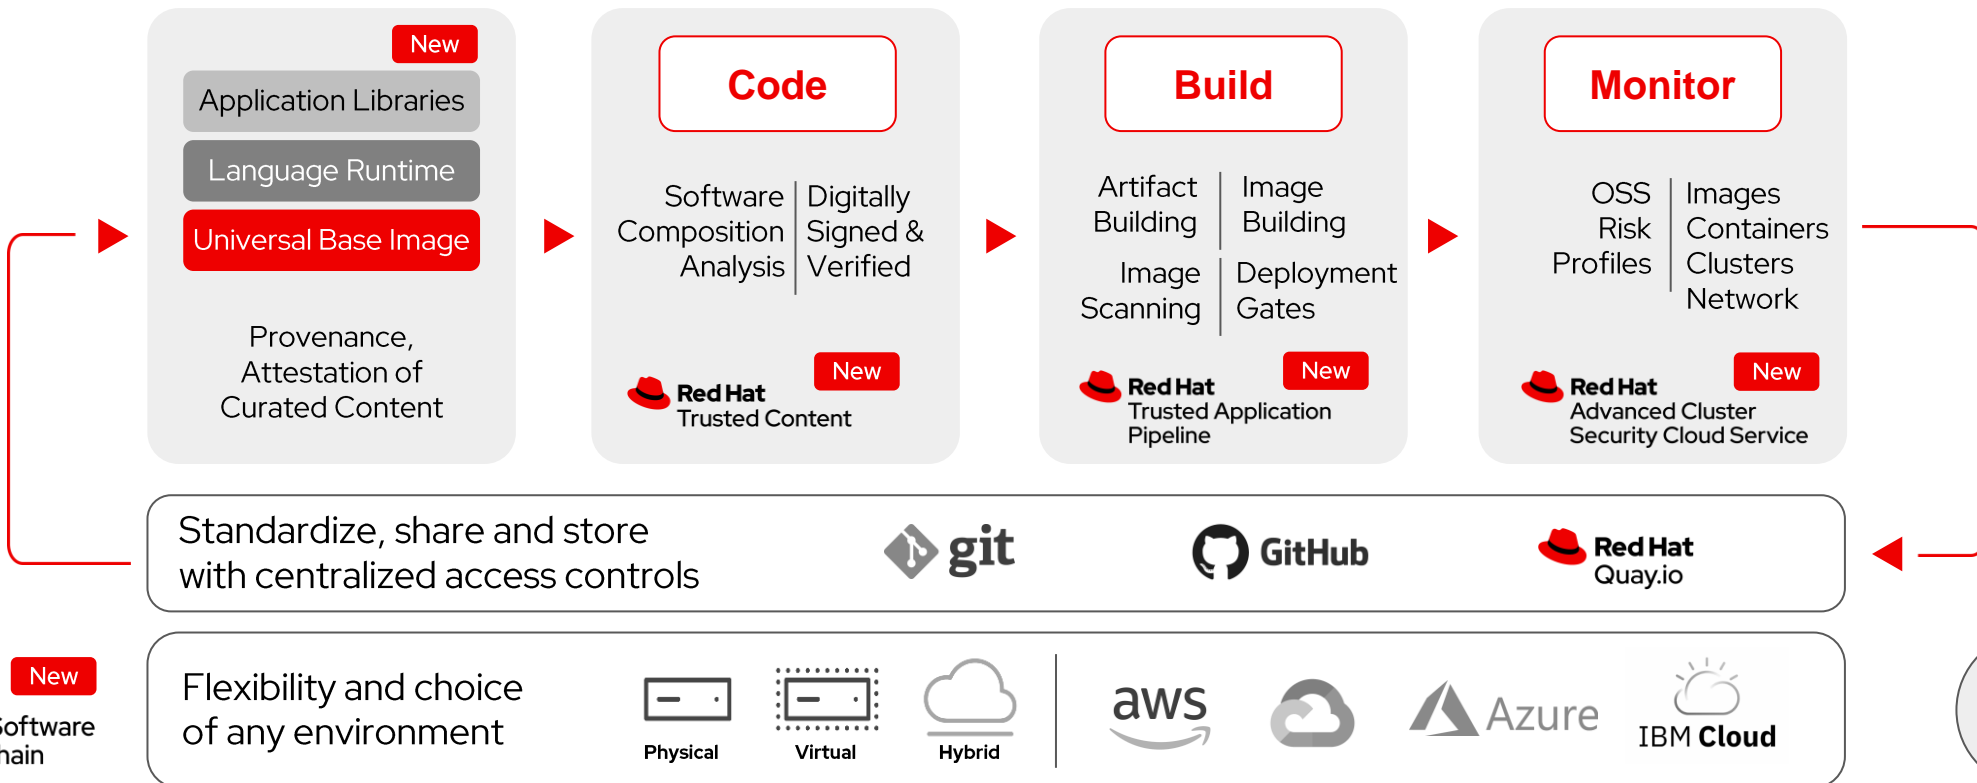 New
Application Libraries
Language Runtime
Universal Base Image
Provenance,
Attestation of
Curated Content
Code
Software
Composition
Analysis
Digitally
Signed &
Verified
New
Red Hat
Trusted Content
Build
Artifact
Building
Image
Building
Image
Scanning
Deployment
Gates
New
Red Hat
Trusted Application
Pipeline
Monitor
OSS
Risk
Profiles
Images
Containers
Clusters
Network
New
Red Hat
Advanced Cluster
Security Cloud Service
Standardize, share and store
with centralized access controls
git
GitHub
Red Hat
Quay.io
New
Software
hain
Flexibility and choice
of any environment
Physical
Virtual
Hybrid
aws
Azure
IBM Cloud